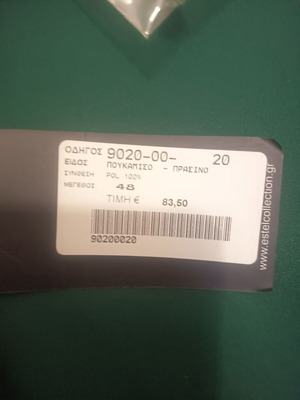 ΟΔΗΓΟΣ 9020-00- 20
ΕΙΔΟΣ ΠΟΥΚΑΜΙΣΟ - ΠΡΑΣΙΝΟ
ΣΥΝΘΕΣΗ POL 100%
ΜΕΓΕΘΟΣ 48
ΤΙΜΗ € 83,50
90200020
www.estelcollection.gr